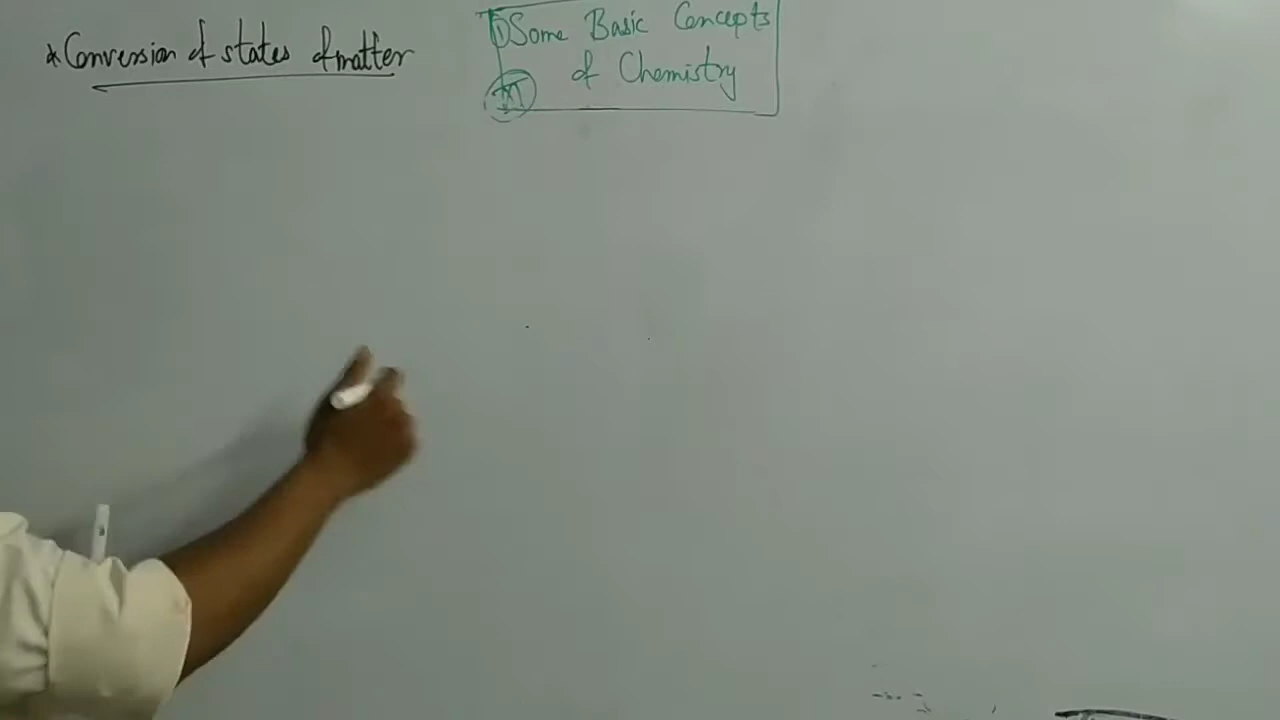 *Conversion of states of matter
① Some Basic Concepts
of Chemistry